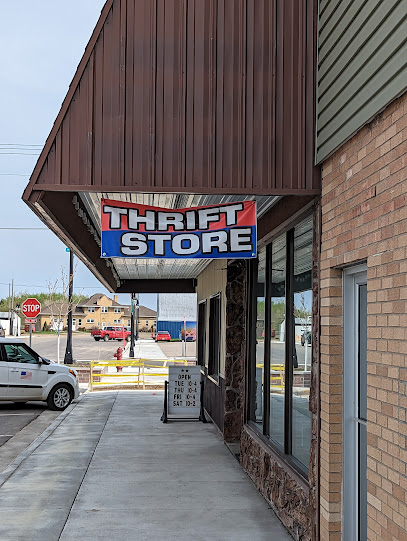 THRIFT
STORE
STOP
OPEN
TUE 10-4
THU 10-4
FRI 10-4
SAT 10-2